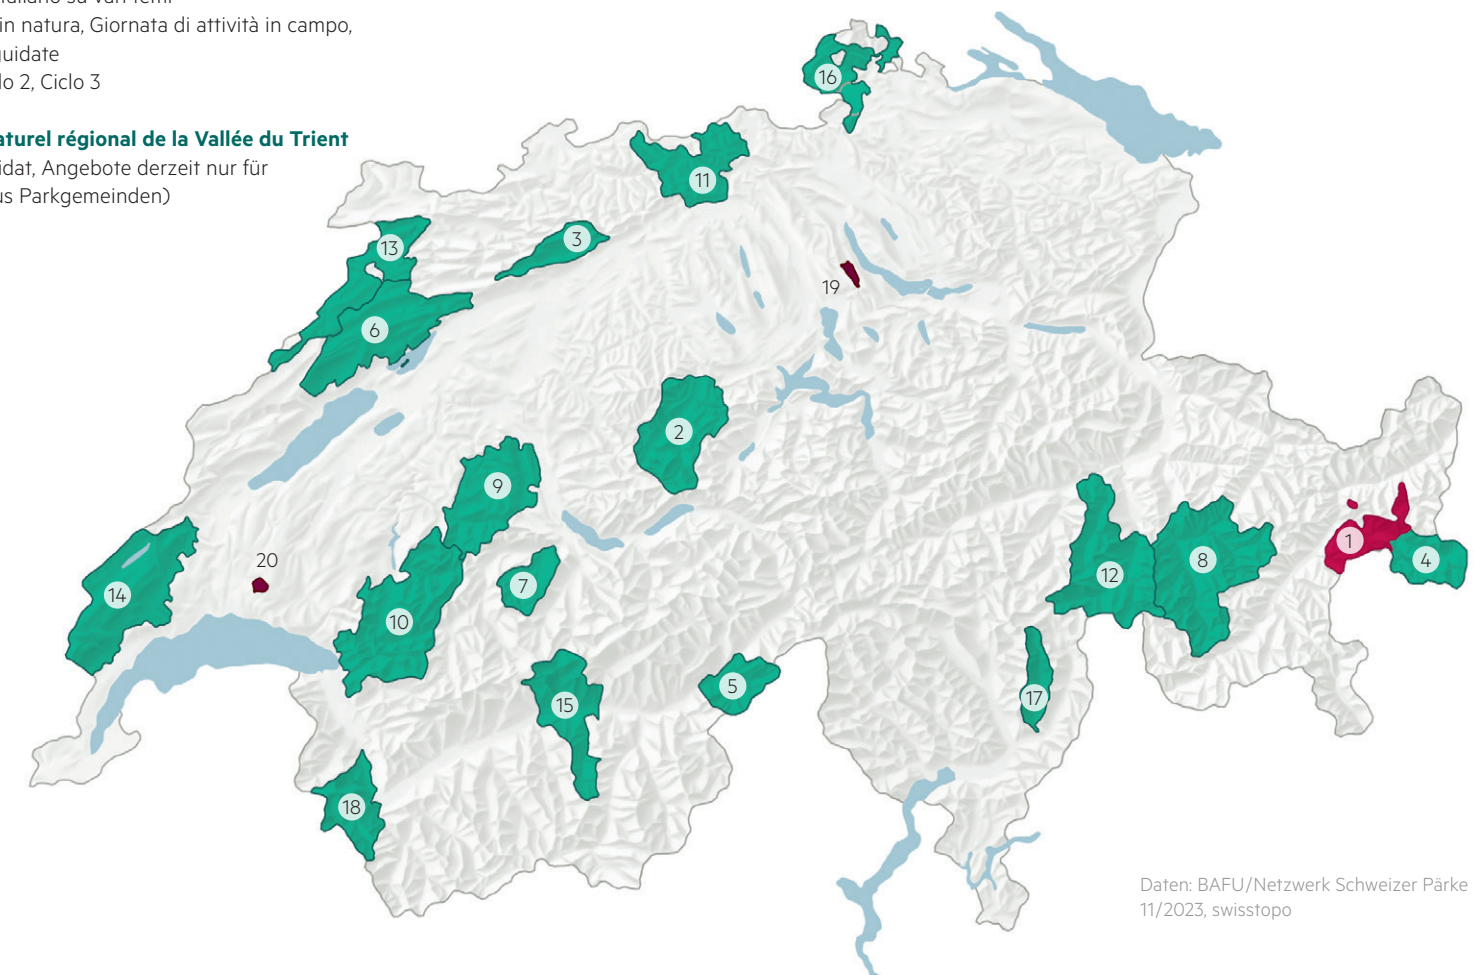 in natura, Giornata di attività in campo,
guidate
lo 2, Ciclo 3
aturel régional de la Vallée du Trient
idat, Angebote derzeit nur für
us Parkgemeinden)
16
11
13
3
19
6
2
9
1
20
12
8
4
14
7
10
5
15
17
18
Daten: BAFU/Netzwerk Schweizer Pärke
11/2023, swisstopo